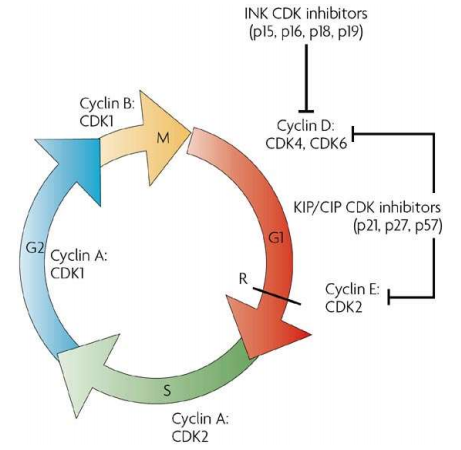 INK CDK inhibitors
(p15, p16, p18, p19)
Cyclin B:
CDK1
M
Cyclin D:
CDK4, CDK6
KIP/CIP CDK inhibitors
(p21, p27, p57)
G1
G2
Cyclin A:
CDK1
R
Cyclin E:
CDK2
S
Cyclin A:
CDK2